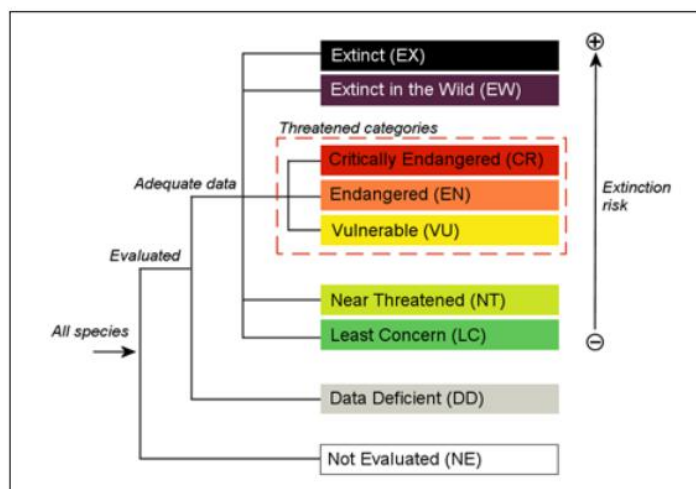 Extinct (EX)
Extinct in the Wild (EW)
Threatened categories
Critically Endangered (CR)
Adequate data
Endangered (EN)
Extinction
risk
Vulnerable (VU)
Evaluated
Near Threatened (NT)
All species
Least Concern (LC)
Data Deficient (DD)
Not Evaluated (NE)